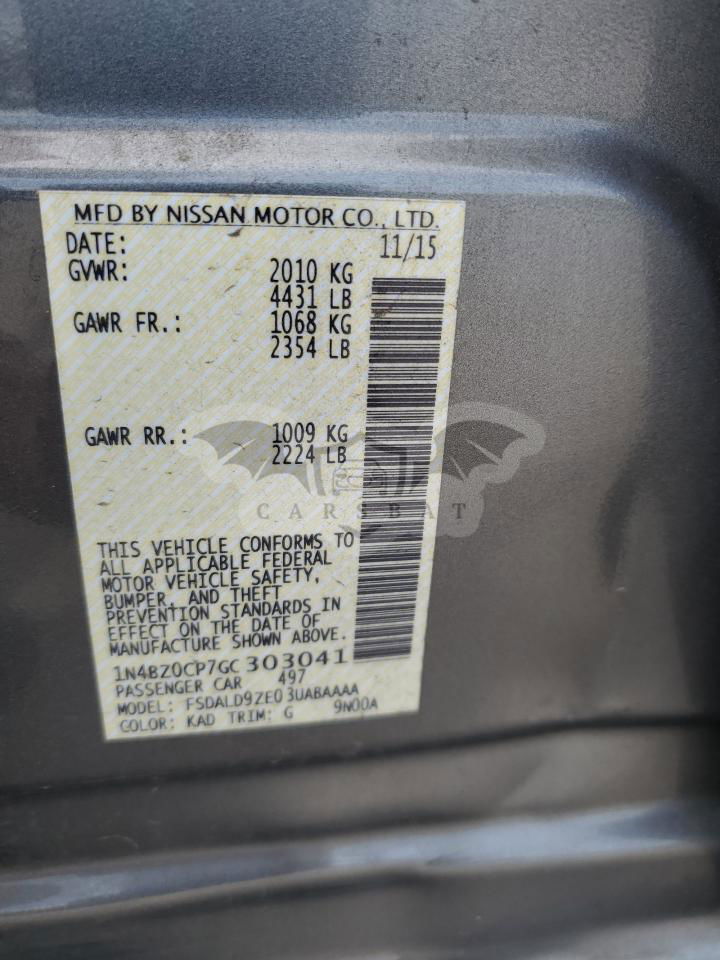 MFD BY NISSAN MOTOR CO., LTD.
DATE: 11/15
GVWR: 2010 KG
4431 LB
GAWR FR.: 1068 KG
2354 LB
GAWR RR.: 1009 KG
2224 LB
CARSBAT
THIS VEHICLE CONFORMS TO
ALL APPLICABLE FEDERAL
MOTOR VEHICLE SAFETY,
BUMPER, AND THEFT
PREVENTION STANDARDS IN
EFFECT ON THE DATE OF
MANUFACTURE SHOWN ABOVE.
1N4BZ0CP7GC303041
PASSENGER CAR 497
MODEL: FSDALD9ZE03UABAAAA
COLOR: KAD TRIM: G 9N00A